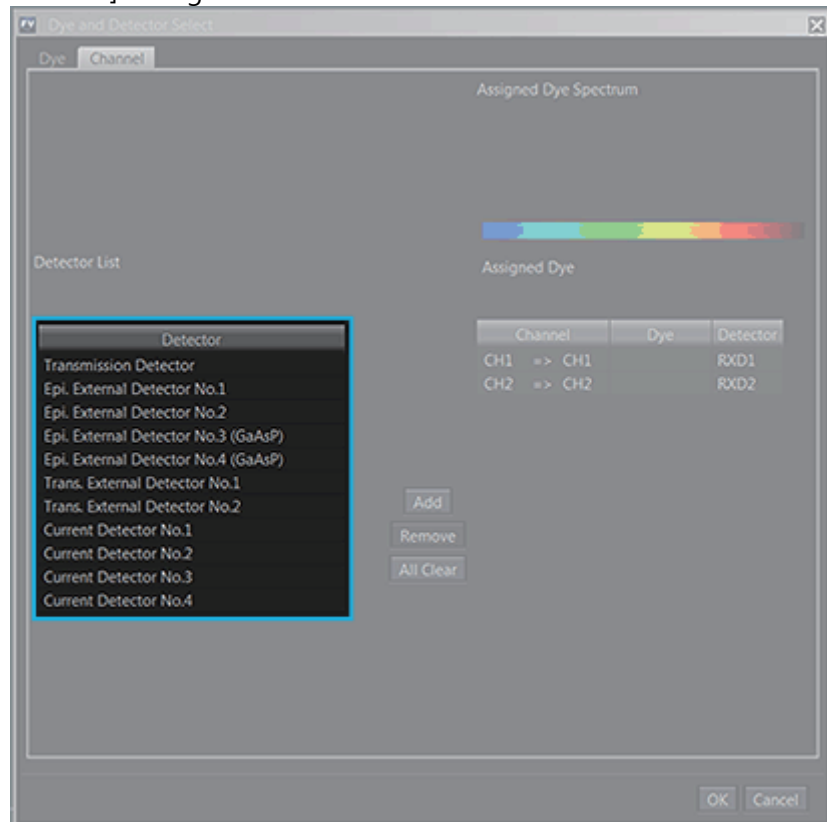 FV Dye and Detector Select
Dye Channel
Assigned Dye Spectrum
Detector List
Assigned Dye
Detector
Transmission Detector
Epi. External Detector No.1
Epi. External Detector No.2
Epi. External Detector No.3 (GaAsP)
Epi. External Detector No.4 (GaAsP)
Trans. External Detector No.1
Trans. External Detector No.2
Current Detector No.1
Current Detector No.2
Current Detector No.3
Current Detector No.4
Add
Remove
All Clear
Channel Dye Detector
CH1 => CH1 RXD1
CH2 => CH2 RXD2
OK Cancel